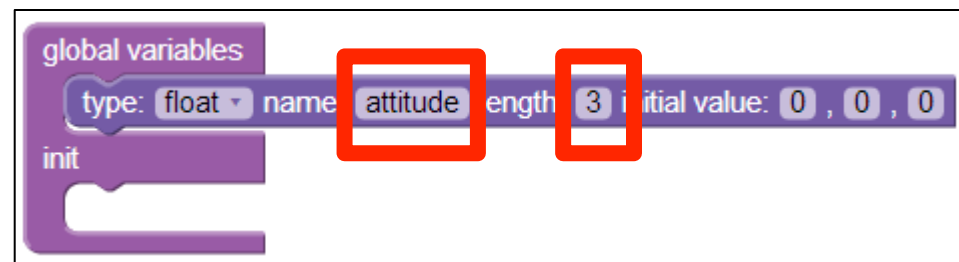 global variables
type: float name attitude ength 3 itial value: 0 , 0 , 0
init